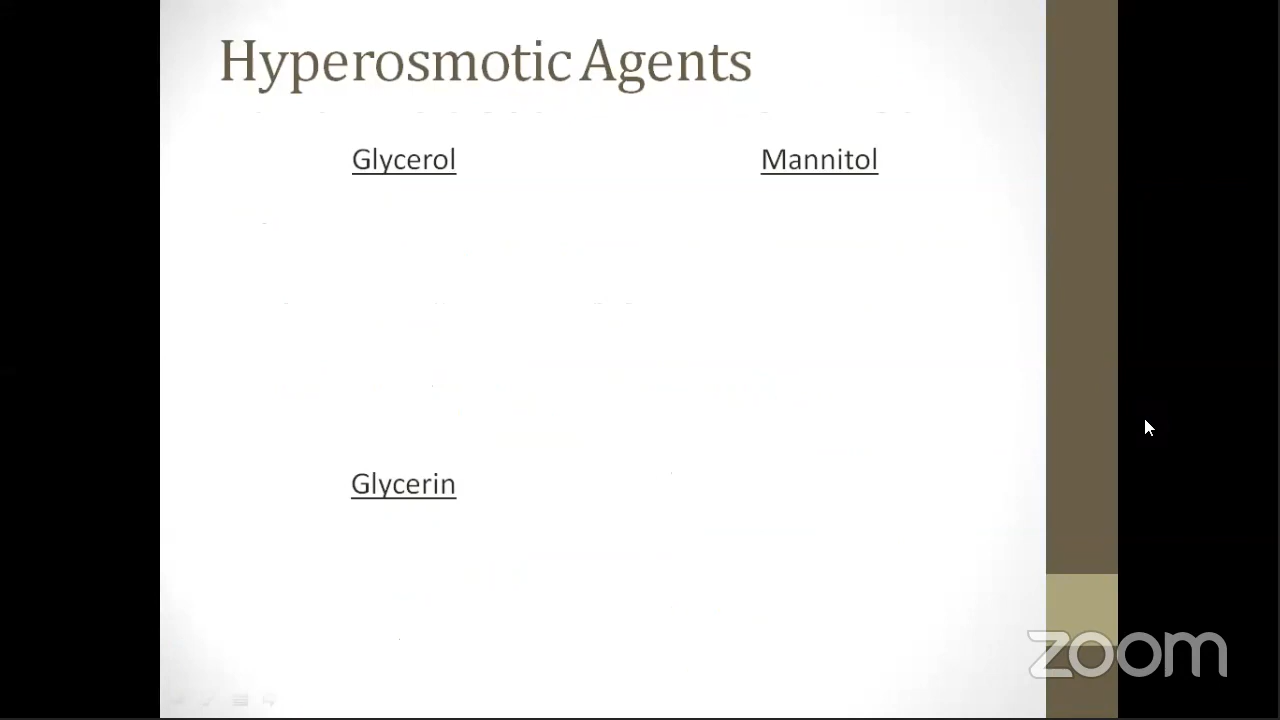 Hyperosmotic Agents
Glycerol
Mannitol
Glycerin
zoom